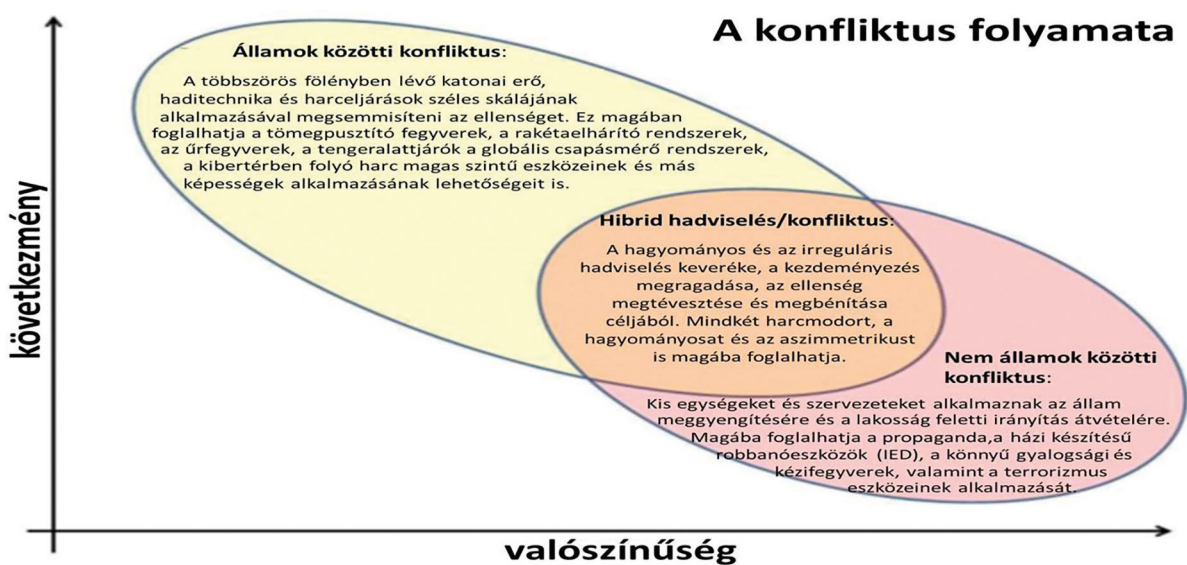 A konfliktus folyamata
Államok közötti konfliktus:
A többszörös fölényben lévő katonai erő,
haditechnika és harceljárások széles skálájának
alkalmazásával megsemmisíteni az ellenséget. Ez magában
foglalhatja a tömegpusztító fegyverek, a rakétaelhárító rendszerek,
az űrfegyverek, a tengeralattjárók a globális csapásmérő rendszerek,
a kibertérben folyó harc magas szintű eszközeinek és más
képességek alkalmazásának lehetőségeit is.
Hibrid hadviselés/konfliktus:
A hagyományos és az irreguláris
hadviselés keveréke, a kezdeményezés
megragadása, az ellenség
megtévesztése és megbénítása
céljából. Mindkét harcmodort, a
hagyományosat és az aszimmetrikust
is magába foglalhatja.
Nem államok közötti
konfliktus:
Kis egységeket és szervezeteket alkalmaznak az állam
meggyengítésére és a lakosság feletti irányítás átvételére.
Magába foglalhatja a propaganda,a házi készítésű
robbanóeszközök (IED), a könnyű gyalogsági és
kézifegyverek, valamint a terrorizmus
eszközeinek alkalmazását.
következmény
valószínűség